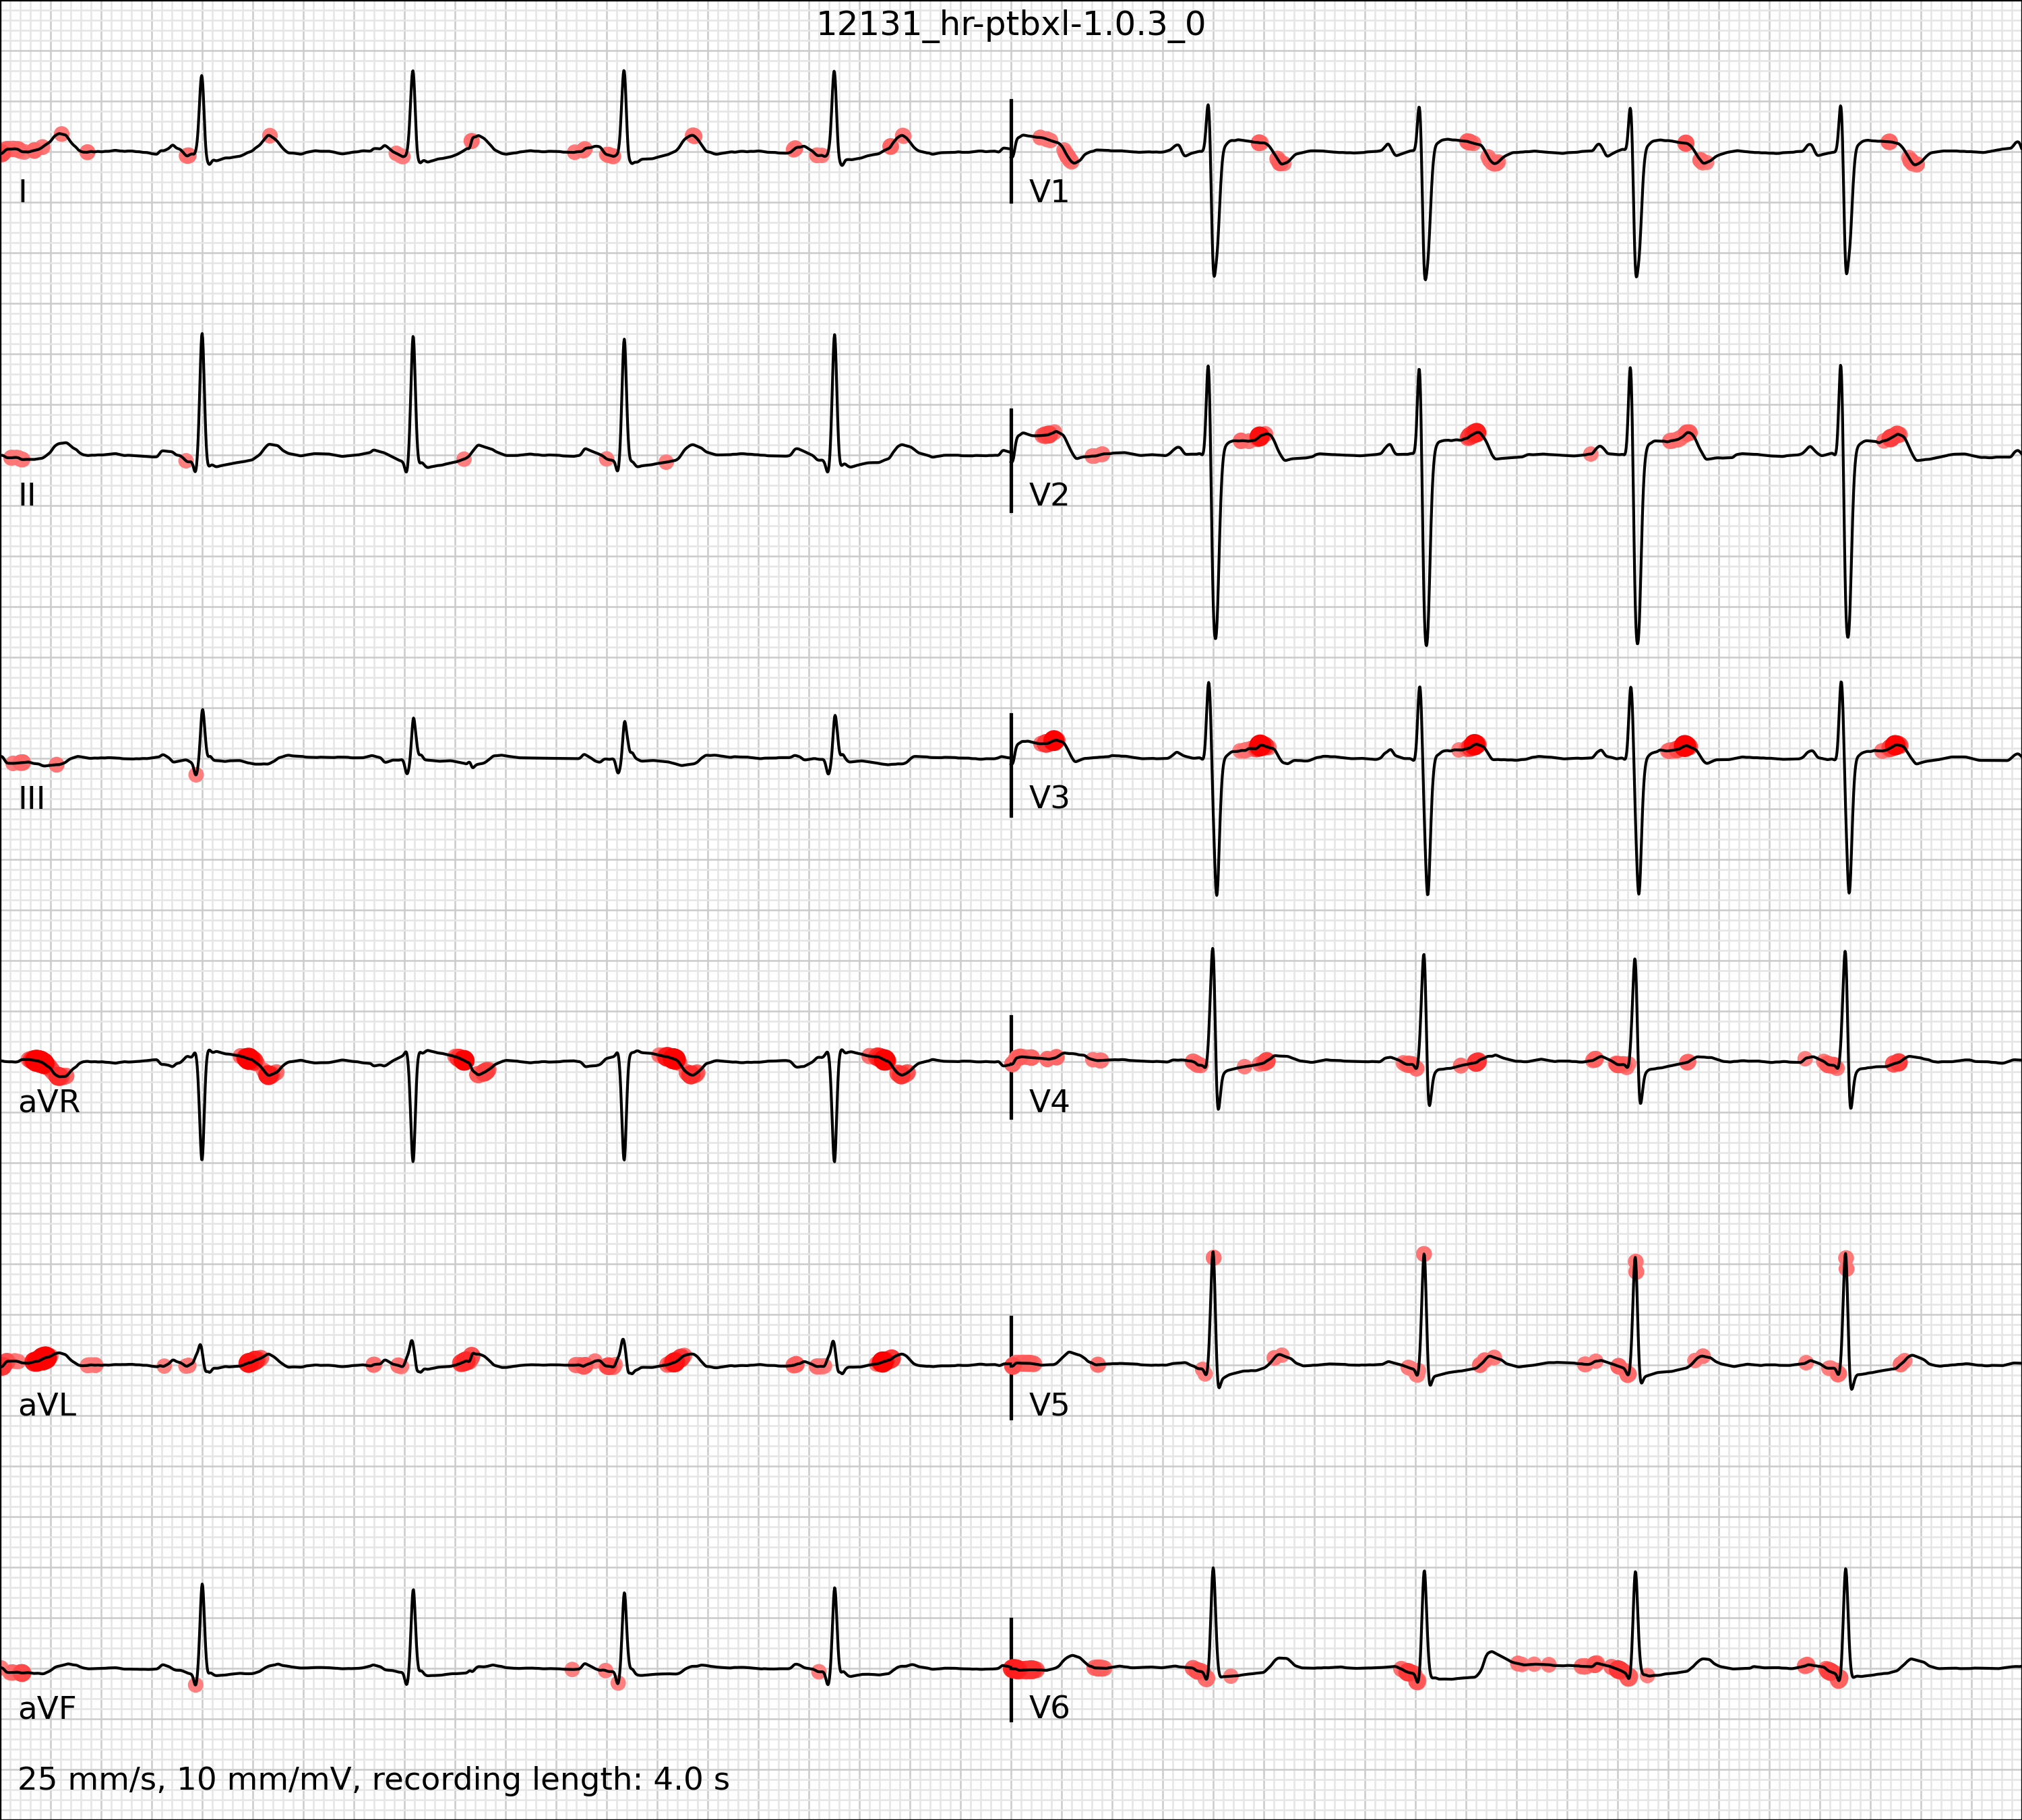 12131_hr-ptbxl-1.0.3_0
I
V1
II
V2
III
V3
aVR
V4
aVL
V5
aVF
V6
25 mm/s, 10 mm/mV, recording length: 4.0 s